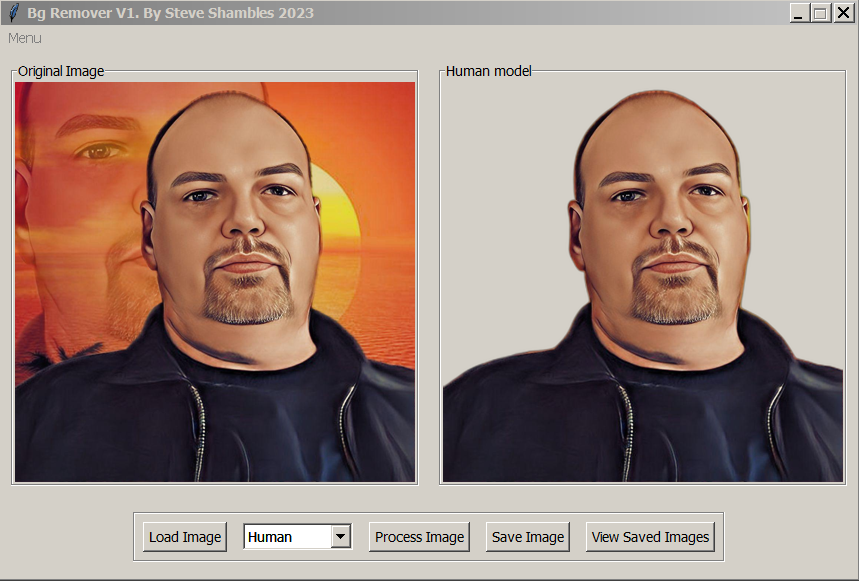 Bg Remover V1. By Steve Shambles 2023
Menu
Original Image
Human model
Load Image
Human
Process Image
Save Image
View Saved Images